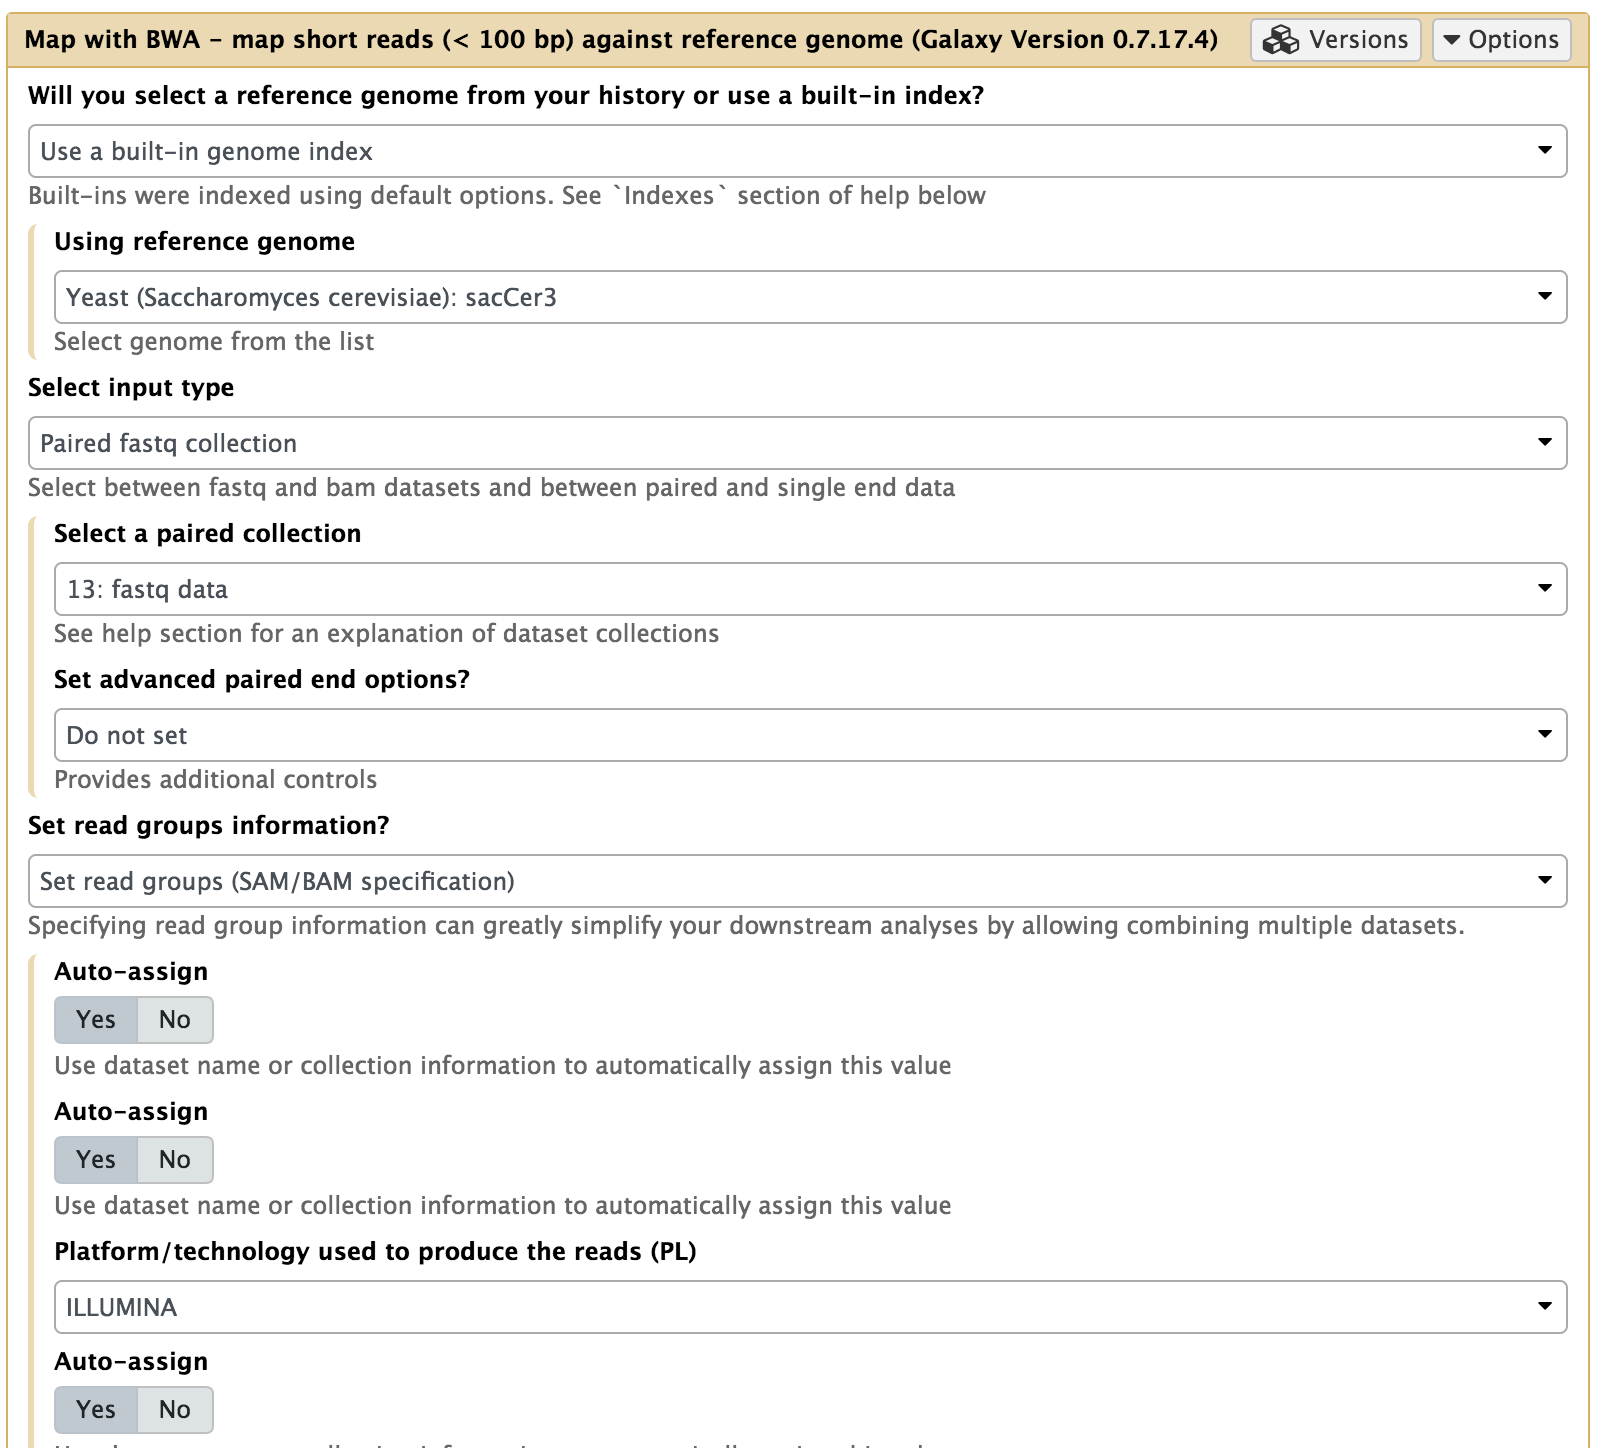 Map with BWA - map short reads (< 100 bp) against reference genome (Galaxy Version 0.7.17.4) Versions Options
Will you select a reference genome from your history or use a built-in index?
Use a built-in genome index
Built-ins were indexed using default options. See `Indexes` section of help below
Using reference genome
Yeast (Saccharomyces cerevisiae): sacCer3
Select genome from the list
Select input type
Paired fastq collection
Select between fastq and bam datasets and between paired and single end data
Select a paired collection
13: fastq data
See help section for an explanation of dataset collections
Set advanced paired end options?
Do not set
Provides additional controls
Set read groups information?
Set read groups (SAM/BAM specification)
Specifying read group information can greatly simplify your downstream analyses by allowing combining multiple datasets.
Auto-assign
Yes No
Use dataset name or collection information to automatically assign this value
Auto-assign
Yes No
Use dataset name or collection information to automatically assign this value
Platform/technology used to produce the reads (PL)
ILLUMINA
Auto-assign
Yes No